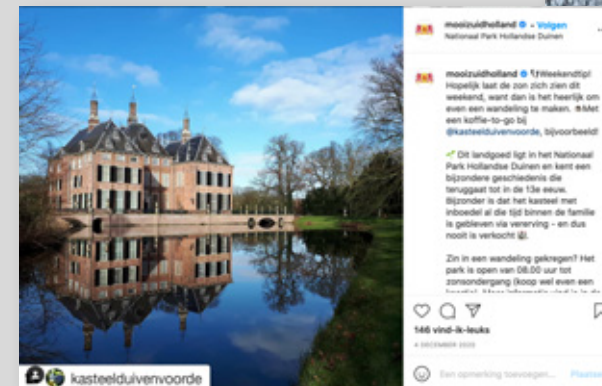 mooizuidholland • Volgen
Nationaal Park Hollandse Duinen
mooizuidholland Weekendtip!
Hopelijk laat de zon zich zien dit
weekend, want dan is het heerlijk om
even een wandeling te maken. Met
een koffie-to-go bij
@kasteelduivenvoorde, bijvoorbeeld!
Dit landgoed ligt in het Nationaal
Park Hollandse Duinen en kent een
bijzondere geschiedenis die
teruggaat tot in de 13e eeuw.
Bijzonder is dat het kasteel met
inboedel al die tijd binnen de familie
is gebleven via vererving - en dus
nooit is verkocht
Zin in een wandeling gekregen? Het
park is open van 08.00 uur tot
zonsondergang (koop wel even een
146 vind-ik-leuks
4 DECEMBER 2020
Een opmerking toevoegen... Plaatsen
kasteelduivenvoorde